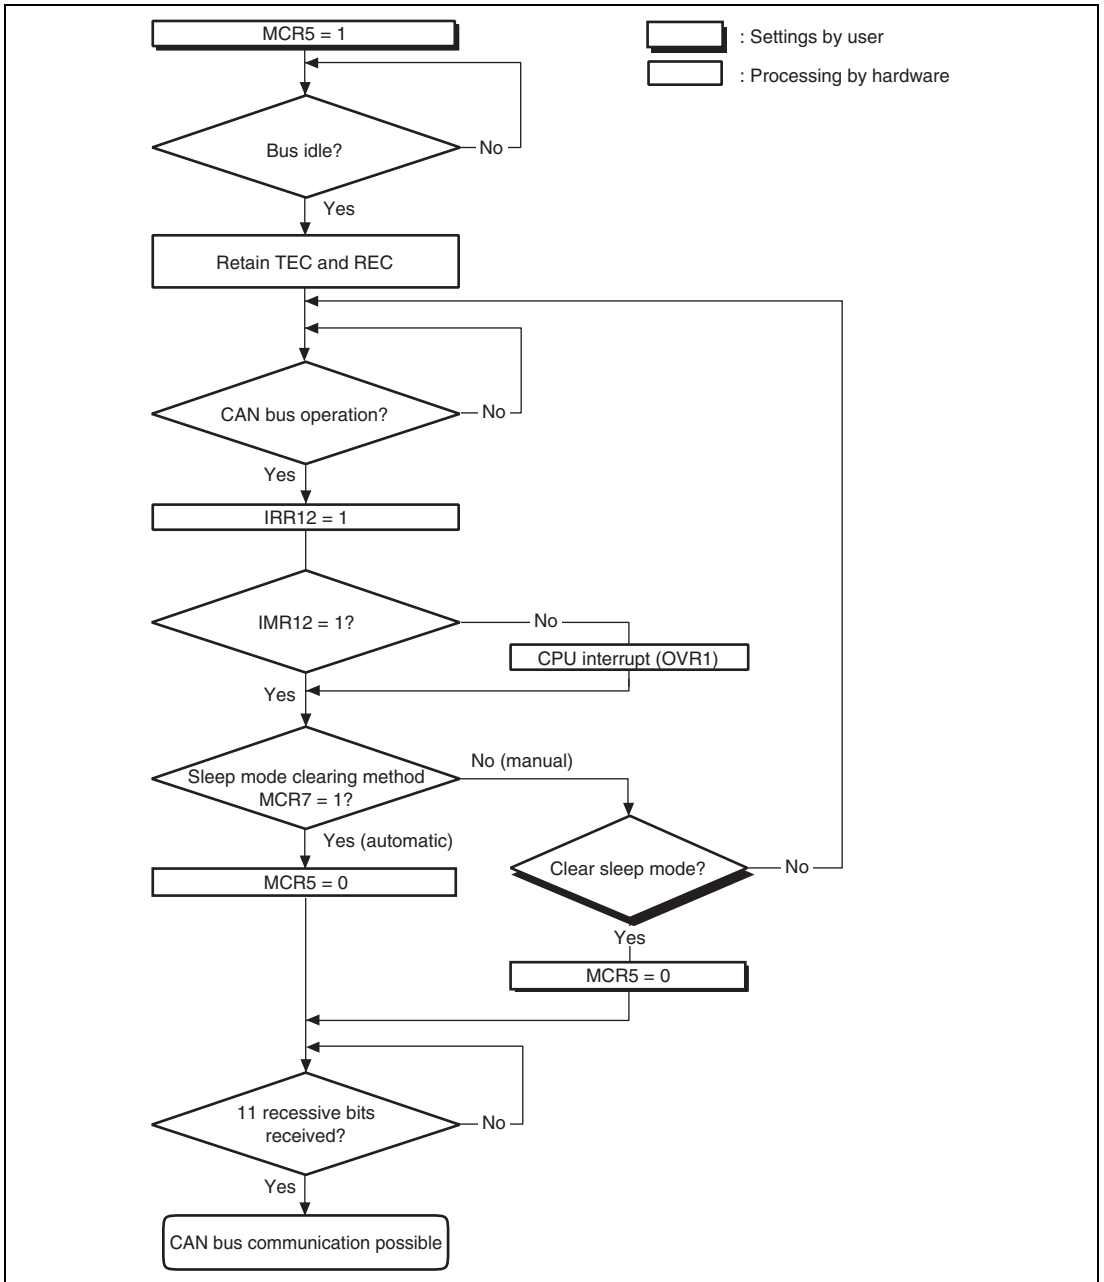 MCR5 = 1
: Settings by user
: Processing by hardware
Bus idle?
No
Yes
Retain TEC and REC
CAN bus operation?
No
Yes
IRR12 = 1
IMR12 = 1?
No
CPU interrupt (OVR1)
Yes
Sleep mode clearing method
MCR7 = 1?
No (manual)
Yes (automatic)
Clear sleep mode?
No
MCR5 = 0
Yes
MCR5 = 0
11 recessive bits
received?
No
Yes
CAN bus communication possible